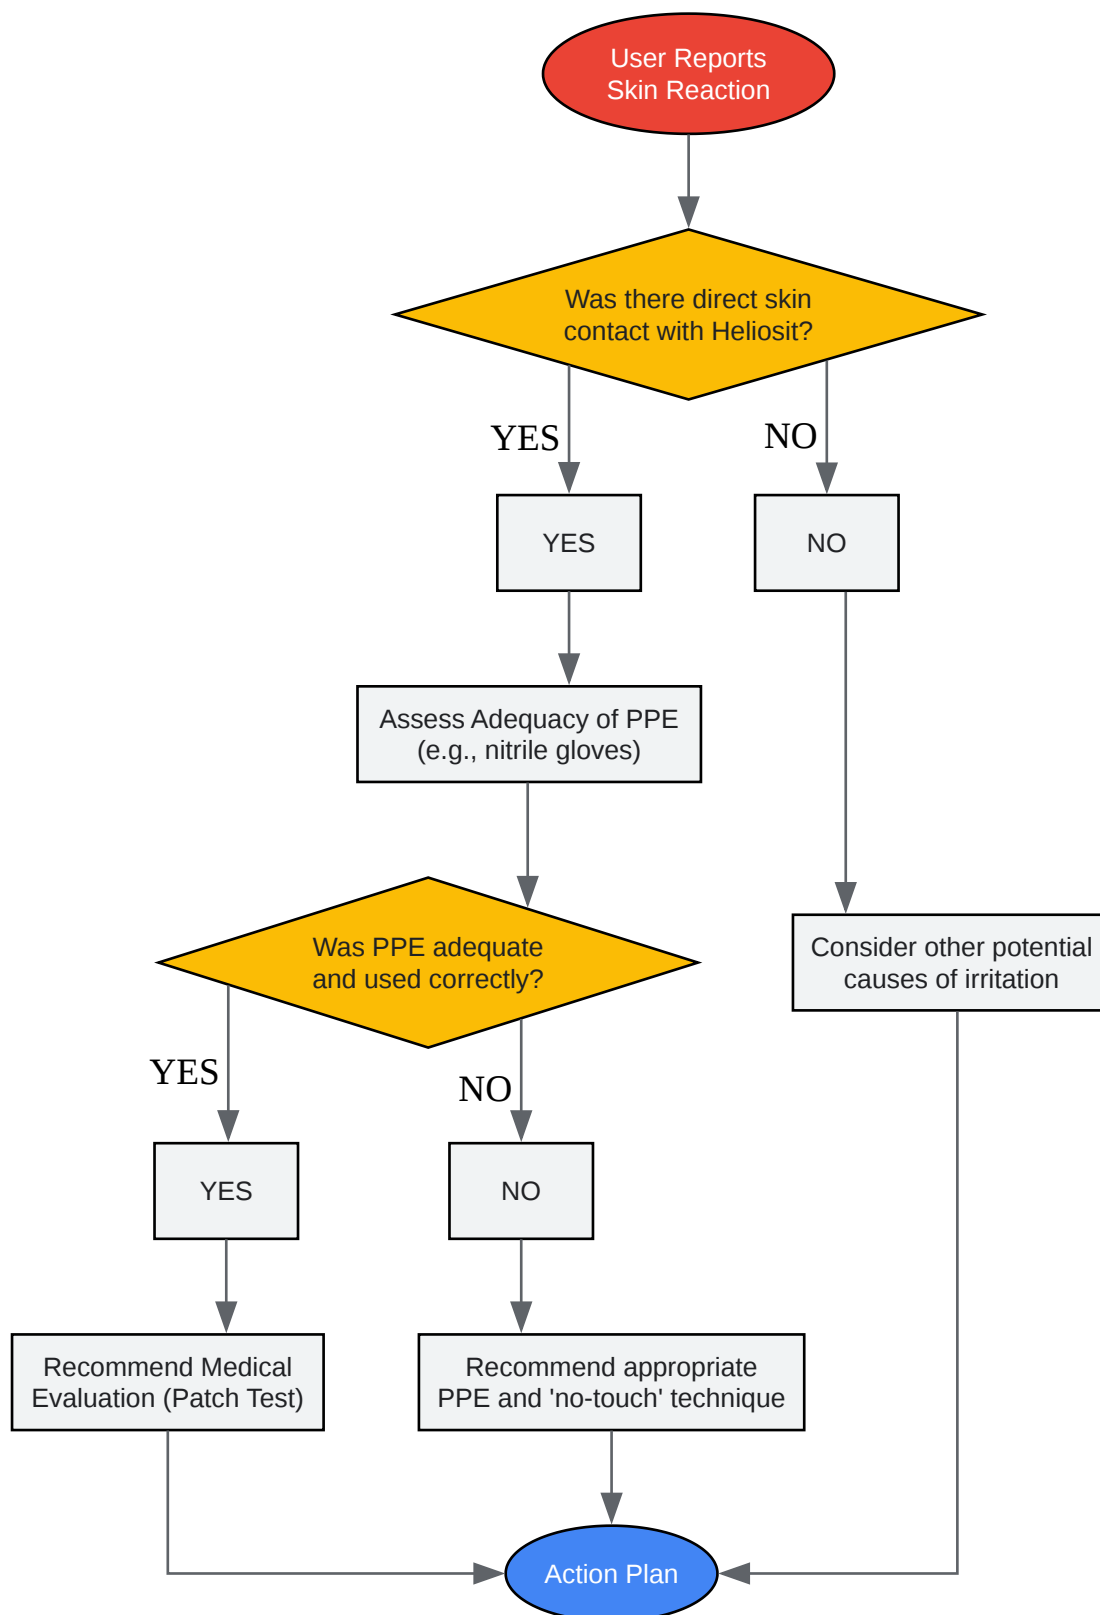 User Reports
Skin Reaction
Was there direct skin
contact with Heliosit?
YES
NO
YES
NO
Assess Adequacy of PPE
(e.g., nitrile gloves)
Was PPE adequate
and used correctly?
Consider other potential
causes of irritation
YES
NO
YES
NO
Recommend Medical
Evaluation (Patch Test)
Recommend appropriate
PPE and 'no-touch' technique
Action Plan